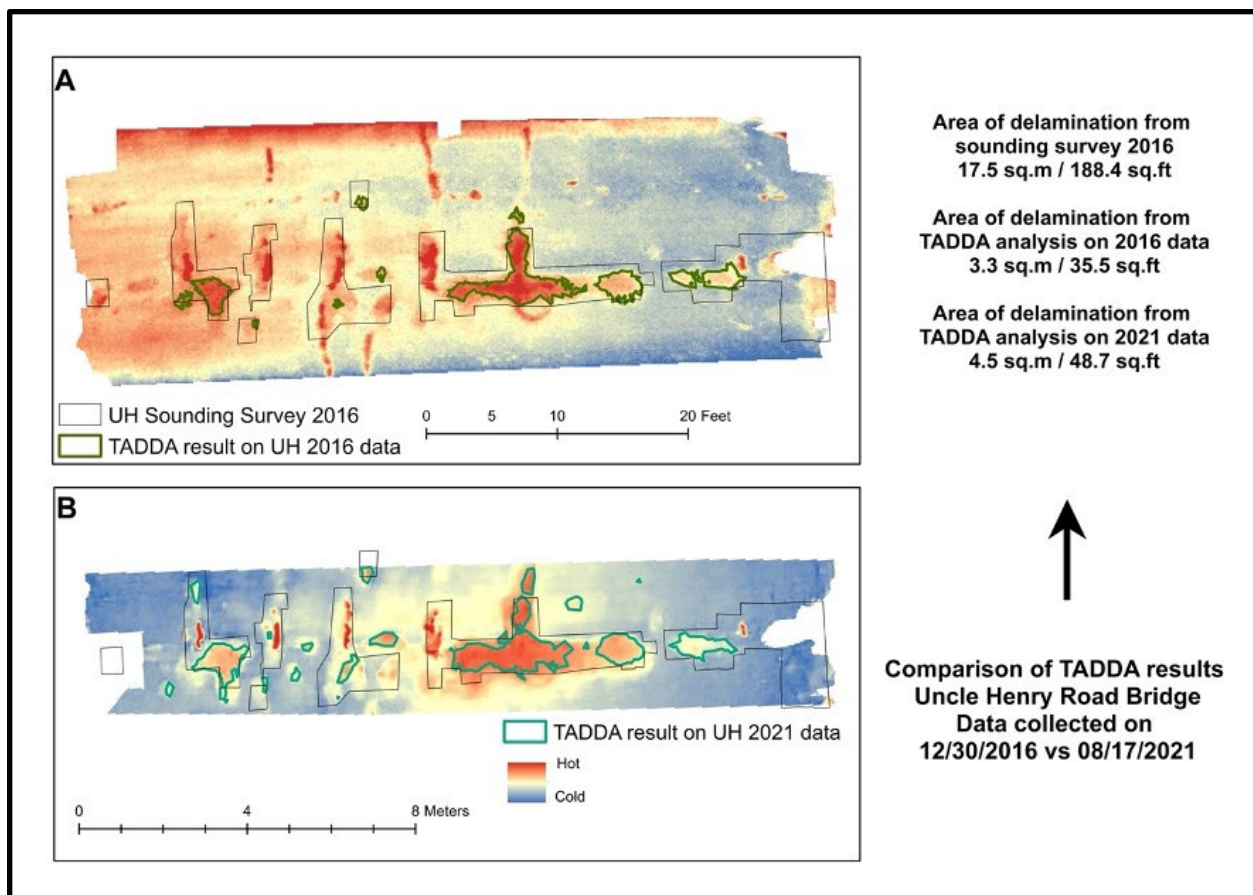 A
UH Sounding Survey 2016
TADDA result on UH 2016 data
0 5 10 20 Feet
B
TADDA result on UH 2021 data
Hot
Cold
0 4 8 Meters
Area of delamination from
sounding survey 2016
17.5 sq.m / 188.4 sq.ft
Area of delamination from
TADDA analysis on 2016 data
3.3 sq.m / 35.5 sq.ft
Area of delamination from
TADDA analysis on 2021 data
4.5 sq.m / 48.7 sq.ft
Comparison of TADDA results
Uncle Henry Road Bridge
Data collected on
12/30/2016 vs 08/17/2021